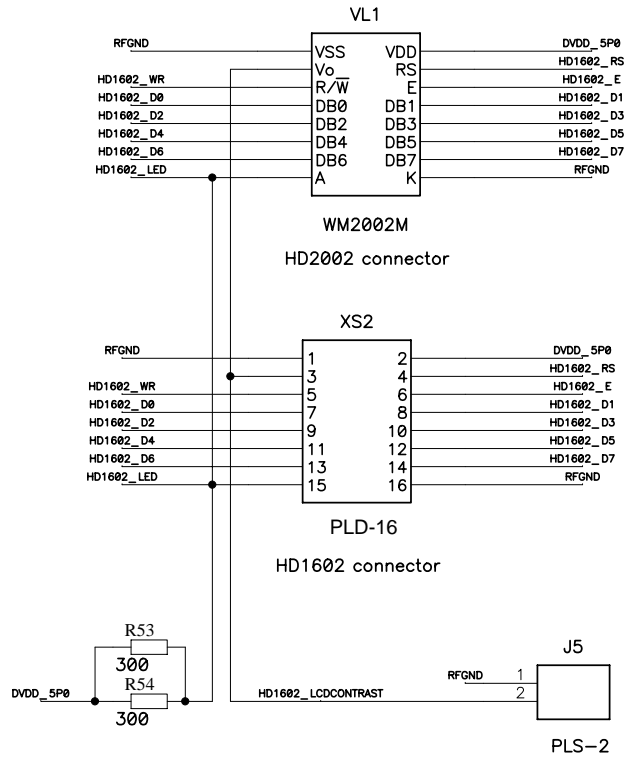 VL1
RFGND VSS VDD DVDD_5P0
Vo RS HD1602_RS
HD1602_WR R/W E HD1602_E
HD1602_D0 DB0 DB1 HD1602_D1
HD1602_D2 DB2 DB3 HD1602_D3
HD1602_D4 DB4 DB5 HD1602_D5
HD1602_D6 DB6 DB7 HD1602_D7
HD1602_LED A K RFGND
WM2002M
HD2002 connector
XS2
RFGND 1 2 DVDD_5P0
3 4 HD1602_RS
HD1602_WR 5 6 HD1602_E
HD1602_D0 7 8 HD1602_D1
HD1602_D2 9 10 HD1602_D3
HD1602_D4 11 12 HD1602_D5
HD1602_D6 13 14 HD1602_D7
HD1602_LED 15 16 RFGND
PLD-16
HD1602 connector
R53
300
R54
DVDD_5P0
300
HD1602_LCDCONTRAST
J5
RFGND 1
2
PLS-2